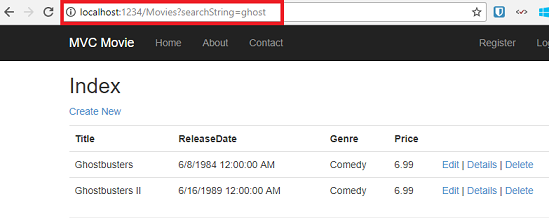 localhost:1234/Movies?searchString=ghost
MVC Movie Home About Contact Register
Index
Create New
Title ReleaseDate Genre Price
Ghostbusters 6/8/1984 12:00:00 AM Comedy 6.99 Edit | Details | Delete
Ghostbusters II 6/16/1989 12:00:00 AM Comedy 6.99 Edit | Details | Delete